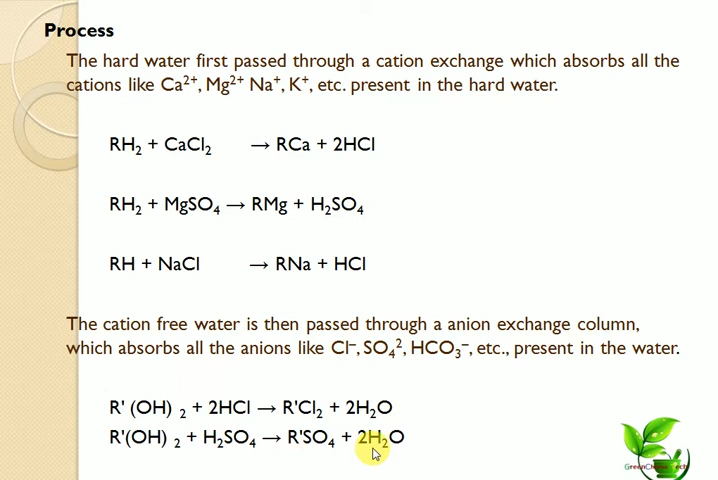 Process
The hard water first passed through a cation exchange which absorbs all the
cations like Ca²⁺, Mg²⁺ Na⁺, K⁺, etc. present in the hard water.
RH₂ + CaCl₂ → RCa + 2HCl
RH₂ + MgSO₄ → RMg + H₂SO₄
RH + NaCl → RNa + HCl
The cation free water is then passed through a anion exchange column,
which absorbs all the anions like Cl⁻, SO₄², HCO₃⁻, etc., present in the water.
R' (OH) ₂ + 2HCl → R'Cl₂ + 2H₂O
R'(OH) ₂ + H₂SO₄ → R'SO₄ + 2H₂O